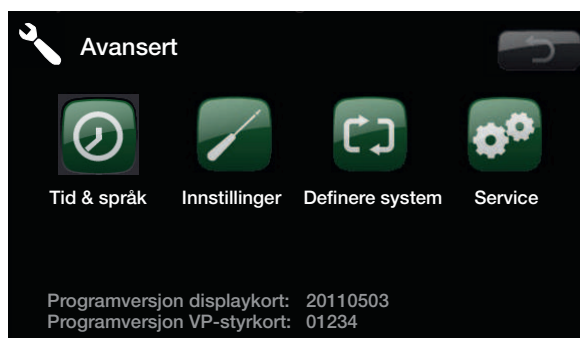 Avansert
Tid & språk Innstillinger Definere system Service
Programversjon displaykort: 20110503
Programversjon VP-styrkort: 01234